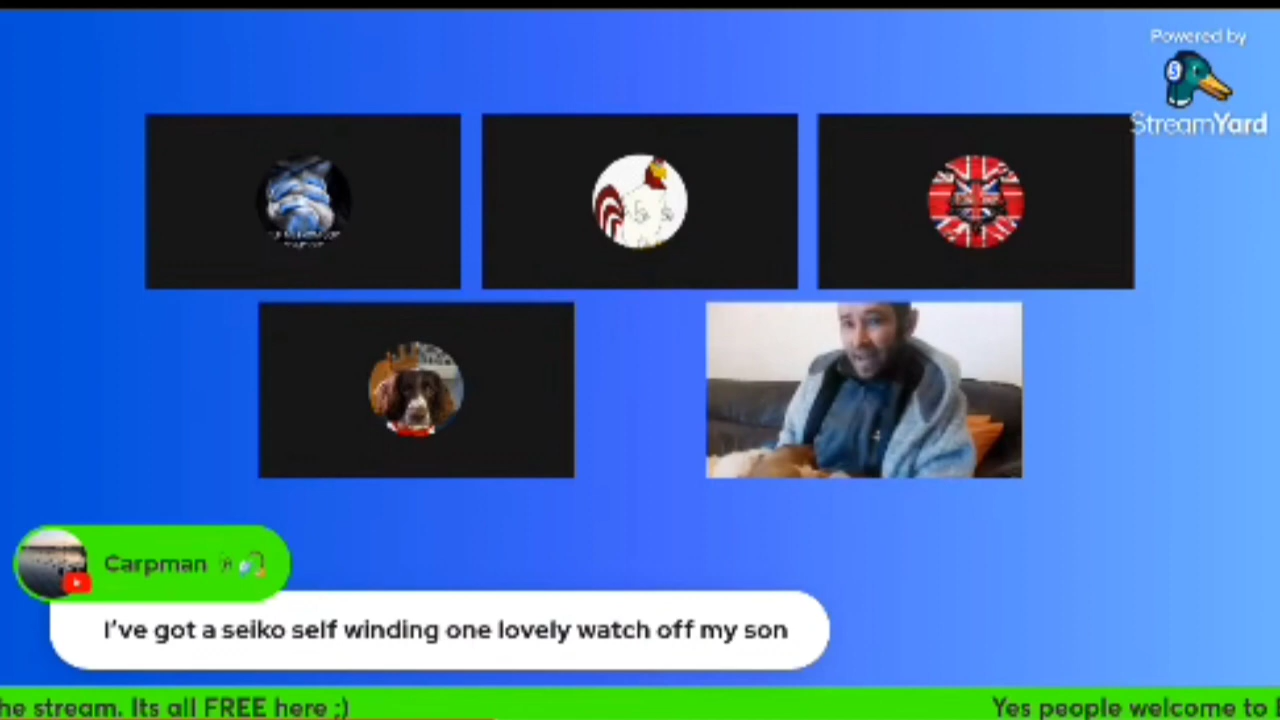 Powered by
StreamYard
Carpman
I've got a seiko self winding one lovely watch off my son
he stream. Its all FREE here ;)
Yes people welcome to